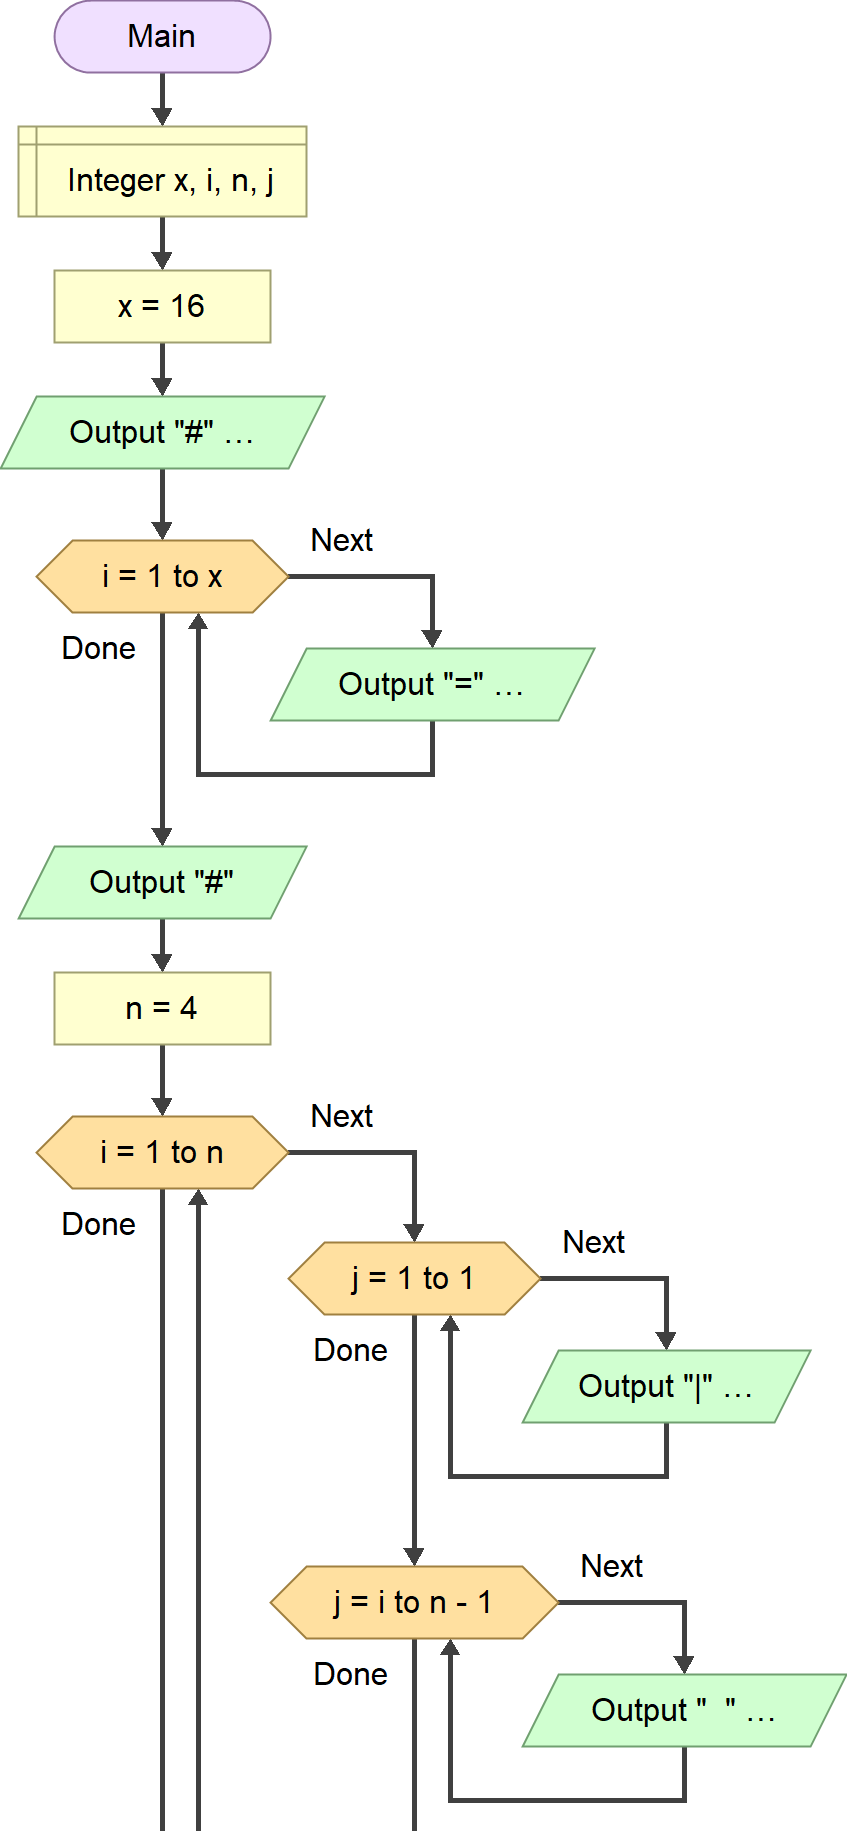 Main
Integer x, i, n, j
x = 16
Output "#" …
i = 1 to x
Next
Done
Output "=" …
Output "#"
n = 4
i = 1 to n
Next
Done
j = 1 to 1
Next
Done
Output "|" …
j = i to n - 1
Next
Done
Output "  " …